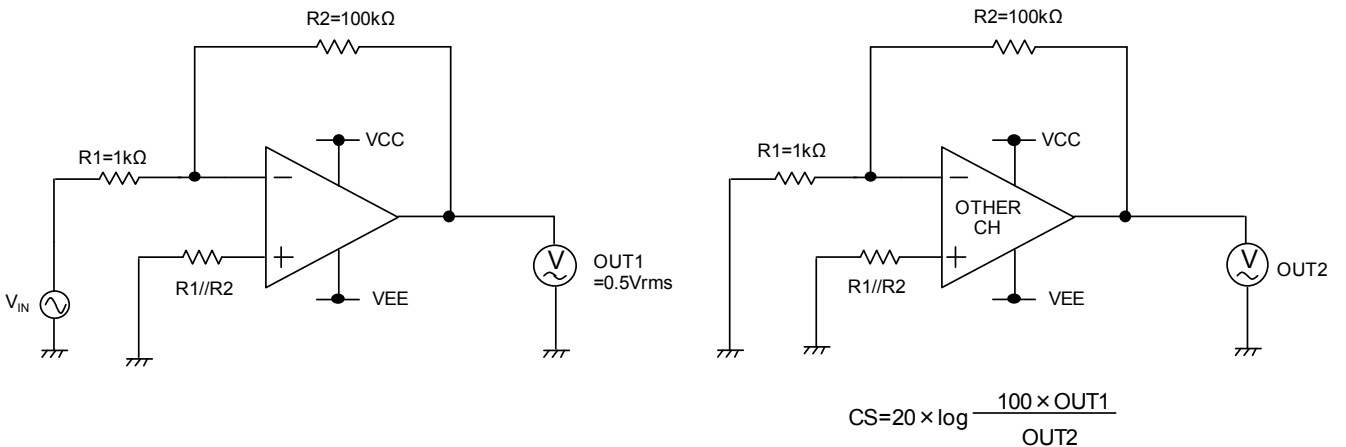 R2=100kΩ
VCC
R1=1kΩ
−
+
V
OUT1
=0.5Vrms
R1//R2
VIN
VEE
R2=100kΩ
VCC
R1=1kΩ
−
OTHER
CH
+
V
OUT2
R1//R2
VEE
CS=20×log 100×OUT1
OUT2